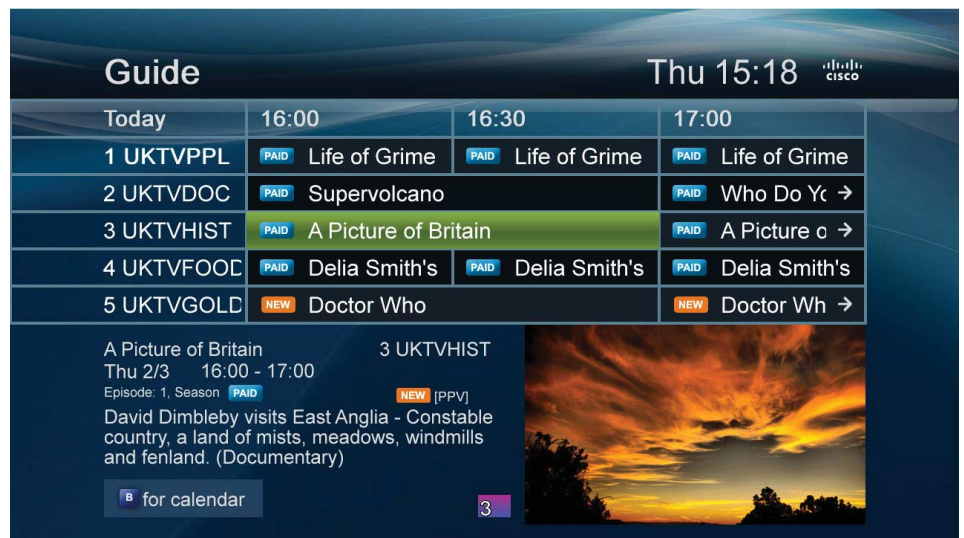 Guide Thu 15:18 CISCO
Today 16:00 16:30 17:00
1 UKTVPPL PAID Life of Grime PAID Life of Grime PAID Life of Grime
2 UKTVDOC PAID Supervolcano PAID Who Do Yo →
3 UKTVHIST PAID A Picture of Britain PAID A Picture o →
4 UKTVFOOD PAID Delia Smith's PAID Delia Smith's PAID Delia Smith's
5 UKTVGOLD NEW Doctor Who NEW Doctor Wh →
A Picture of Britain 3 UKTVHIST
Thu 2/3 16:00 - 17:00
Episode: 1, Season PAID NEW [PPV]
David Dimbleby visits East Anglia - Constable
country, a land of mists, meadows, windmills
and fenland. (Documentary)
B for calendar 3